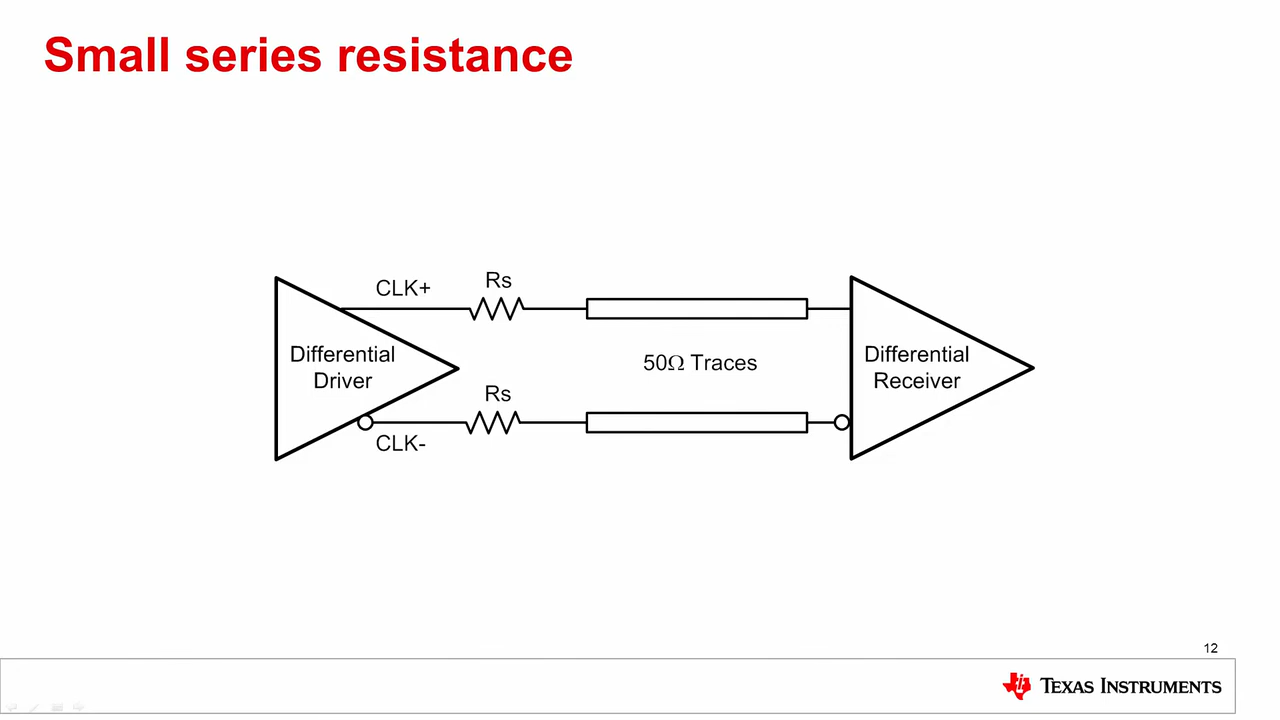 Small series resistance
CLK+
Rs
Differential
Driver
50Ω Traces
Differential
Receiver
Rs
CLK-
12
TEXAS INSTRUMENTS